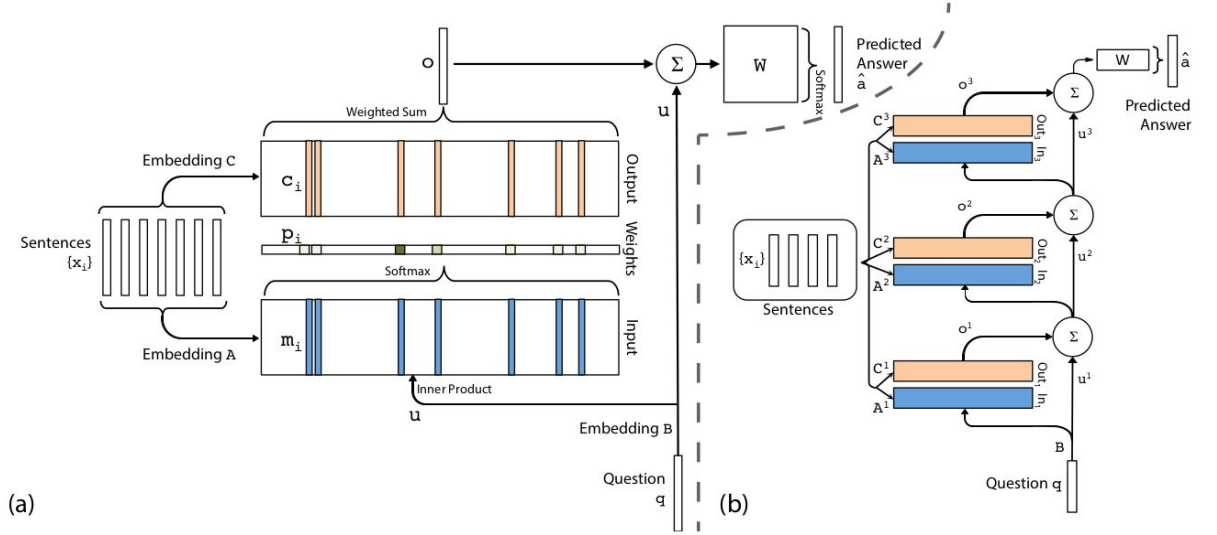 o
Σ
W
Softmax
Predicted
Answer
â
u
Weighted Sum
Embedding C
c_i
Output
Sentences
{x_i}
p_i
Weights
Softmax
m_i
Input
Embedding A
Inner Product
u
Embedding B
Question
q
(a)
W
â
Predicted
Answer
o³
Σ
C³
Out₃
A³
In₃
u³
o²
Σ
C²
Out₂
A²
In₂
u²
{x_i}
Sentences
o¹
Σ
C¹
Out₁
A¹
In₁
u¹
B
Question q
(b)